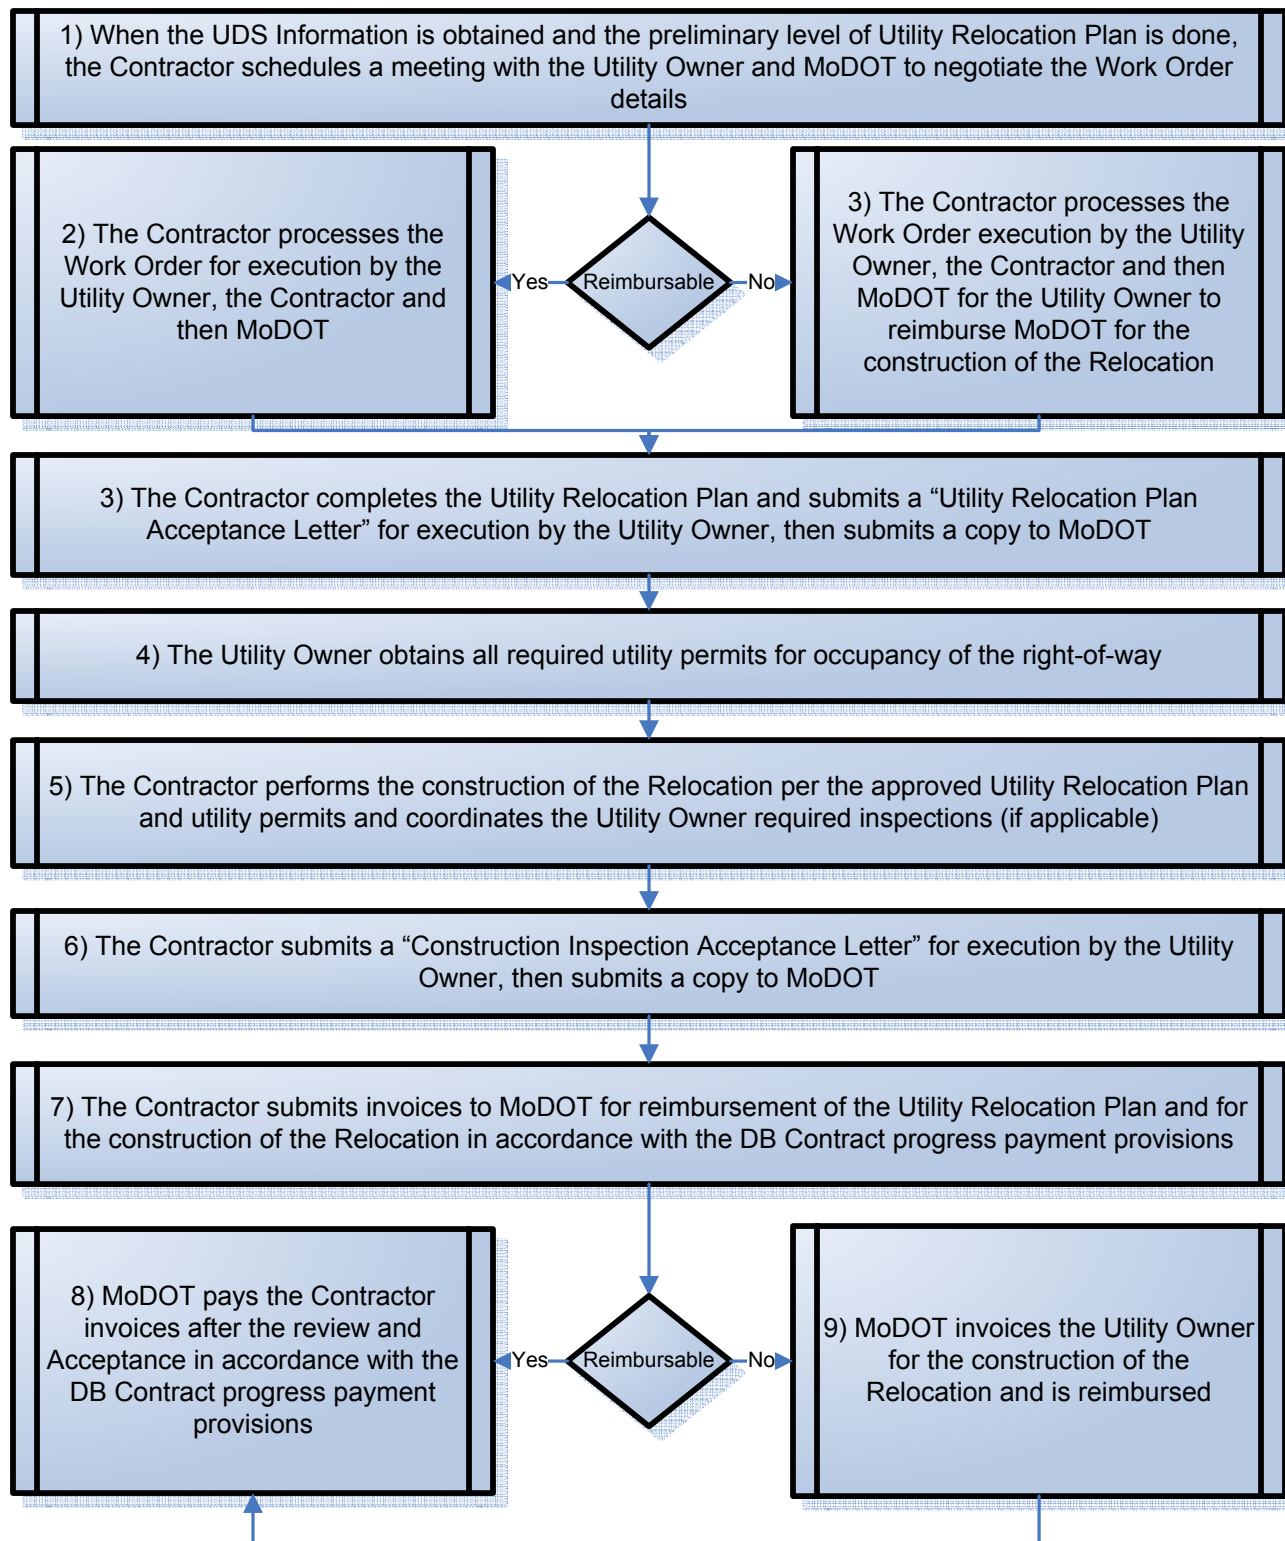 1) When the UDS Information is obtained and the preliminary level of Utility Relocation Plan is done,
the Contractor schedules a meeting with the Utility Owner and MoDOT to negotiate the Work Order
details
2) The Contractor processes the
Work Order for execution by the
Utility Owner, the Contractor and
then MoDOT
Yes
Reimbursable
No
3) The Contractor processes the
Work Order execution by the Utility
Owner, the Contractor and then
MoDOT for the Utility Owner to
reimburse MoDOT for the
construction of the Relocation
3) The Contractor completes the Utility Relocation Plan and submits a “Utility Relocation Plan
Acceptance Letter” for execution by the Utility Owner, then submits a copy to MoDOT
4) The Utility Owner obtains all required utility permits for occupancy of the right-of-way
5) The Contractor performs the construction of the Relocation per the approved Utility Relocation Plan
and utility permits and coordinates the Utility Owner required inspections (if applicable)
6) The Contractor submits a “Construction Inspection Acceptance Letter” for execution by the Utility
Owner, then submits a copy to MoDOT
7) The Contractor submits invoices to MoDOT for reimbursement of the Utility Relocation Plan and for
the construction of the Relocation in accordance with the DB Contract progress payment provisions
8) MoDOT pays the Contractor
invoices after the review and
Acceptance in accordance with the
DB Contract progress payment
provisions
Yes
Reimbursable
No
9) MoDOT invoices the Utility Owner
for the construction of the
Relocation and is reimbursed